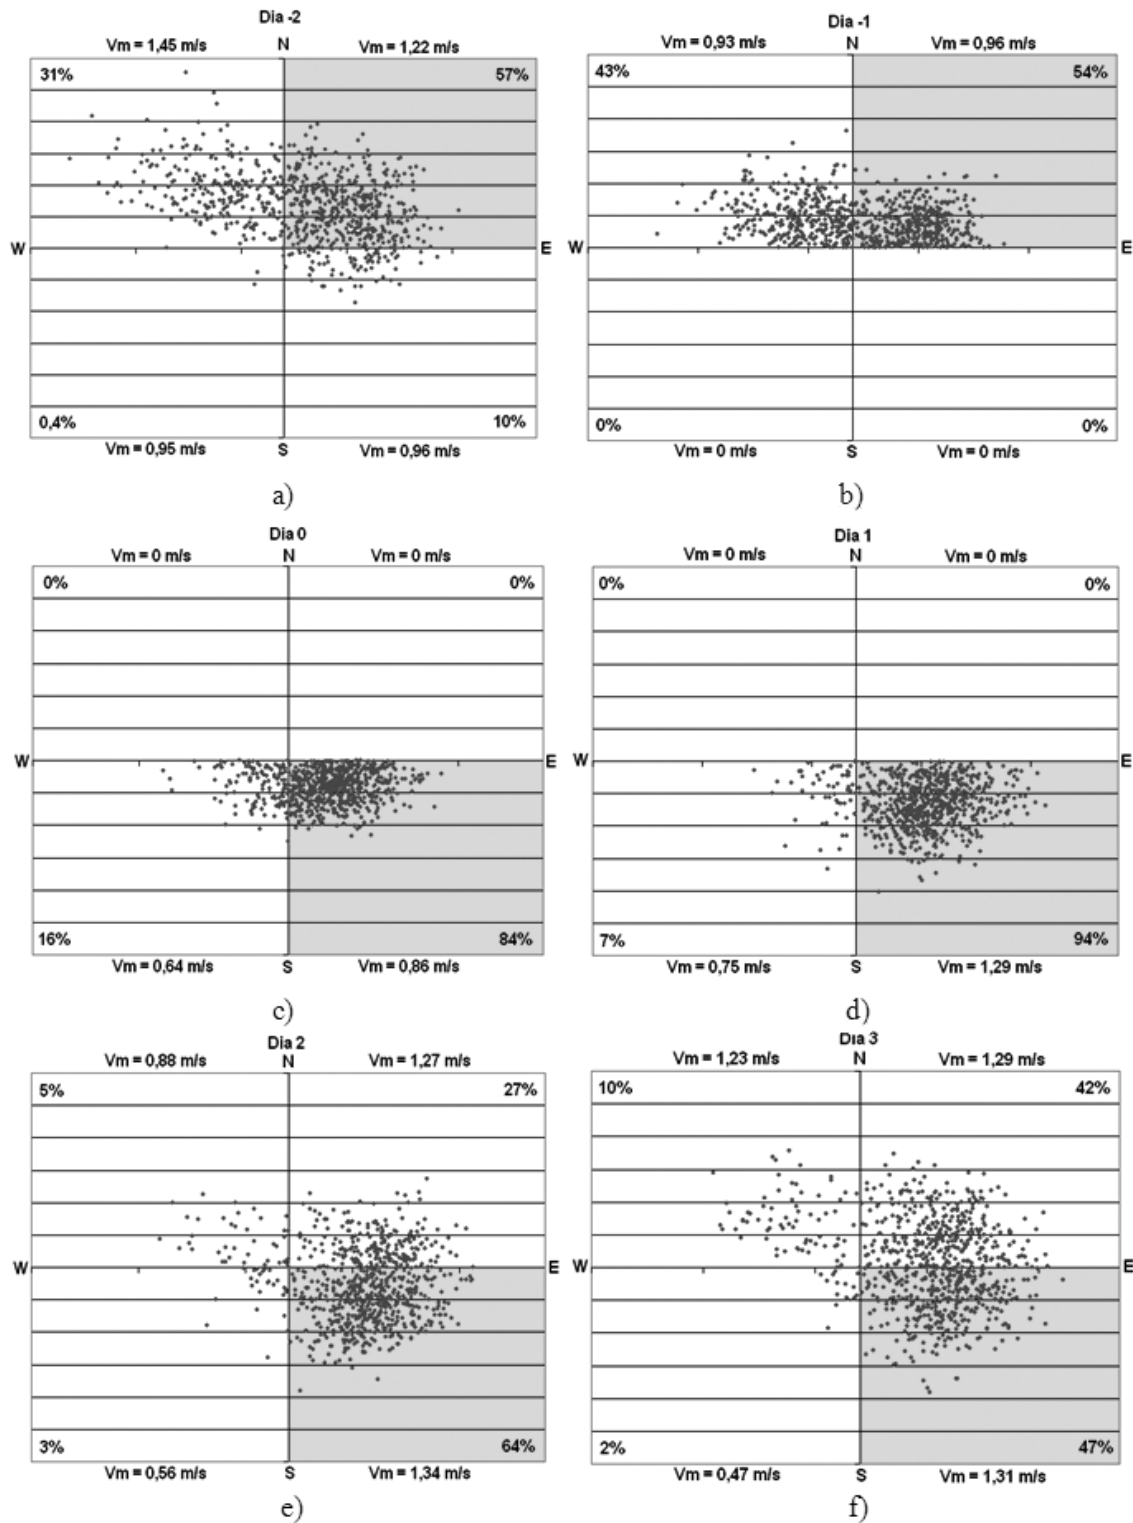 Dia -2
Vm = 1,45 m/s N Vm = 1,22 m/s
31% 57%
W E
0,4% 10%
Vm = 0,95 m/s S Vm = 0,96 m/s
a)
Dia -1
Vm = 0,93 m/s N Vm = 0,96 m/s
43% 54%
W E
0% 0%
Vm = 0 m/s S Vm = 0 m/s
b)
Dia 0
Vm = 0 m/s N Vm = 0 m/s
0% 0%
W E
16% 84%
Vm = 0,64 m/s S Vm = 0,86 m/s
c)
Dia 1
Vm = 0 m/s N Vm = 0 m/s
0% 0%
W E
7% 94%
Vm = 0,75 m/s S Vm = 1,29 m/s
d)
Dia 2
Vm = 0,88 m/s N Vm = 1,27 m/s
5% 27%
W E
3% 64%
Vm = 0,56 m/s S Vm = 1,34 m/s
e)
Dia 3
Vm = 1,23 m/s N Vm = 1,29 m/s
10% 42%
W E
2% 47%
Vm = 0,47 m/s S Vm = 1,31 m/s
f)